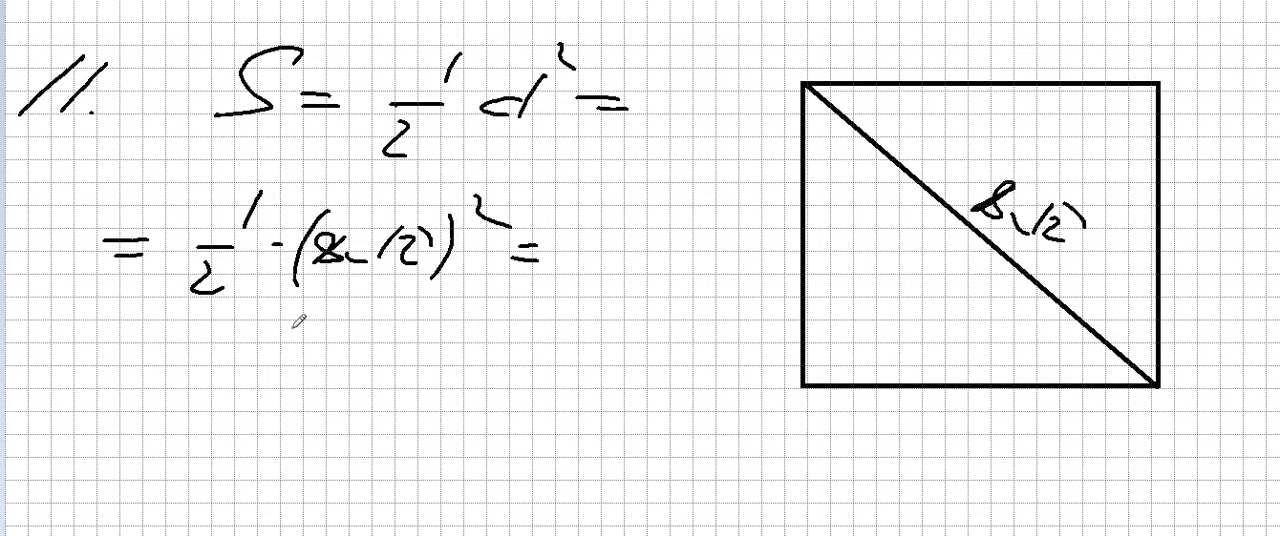 11. S = 1/2 d² =
= 1/2 · (8√2)² =
8√2